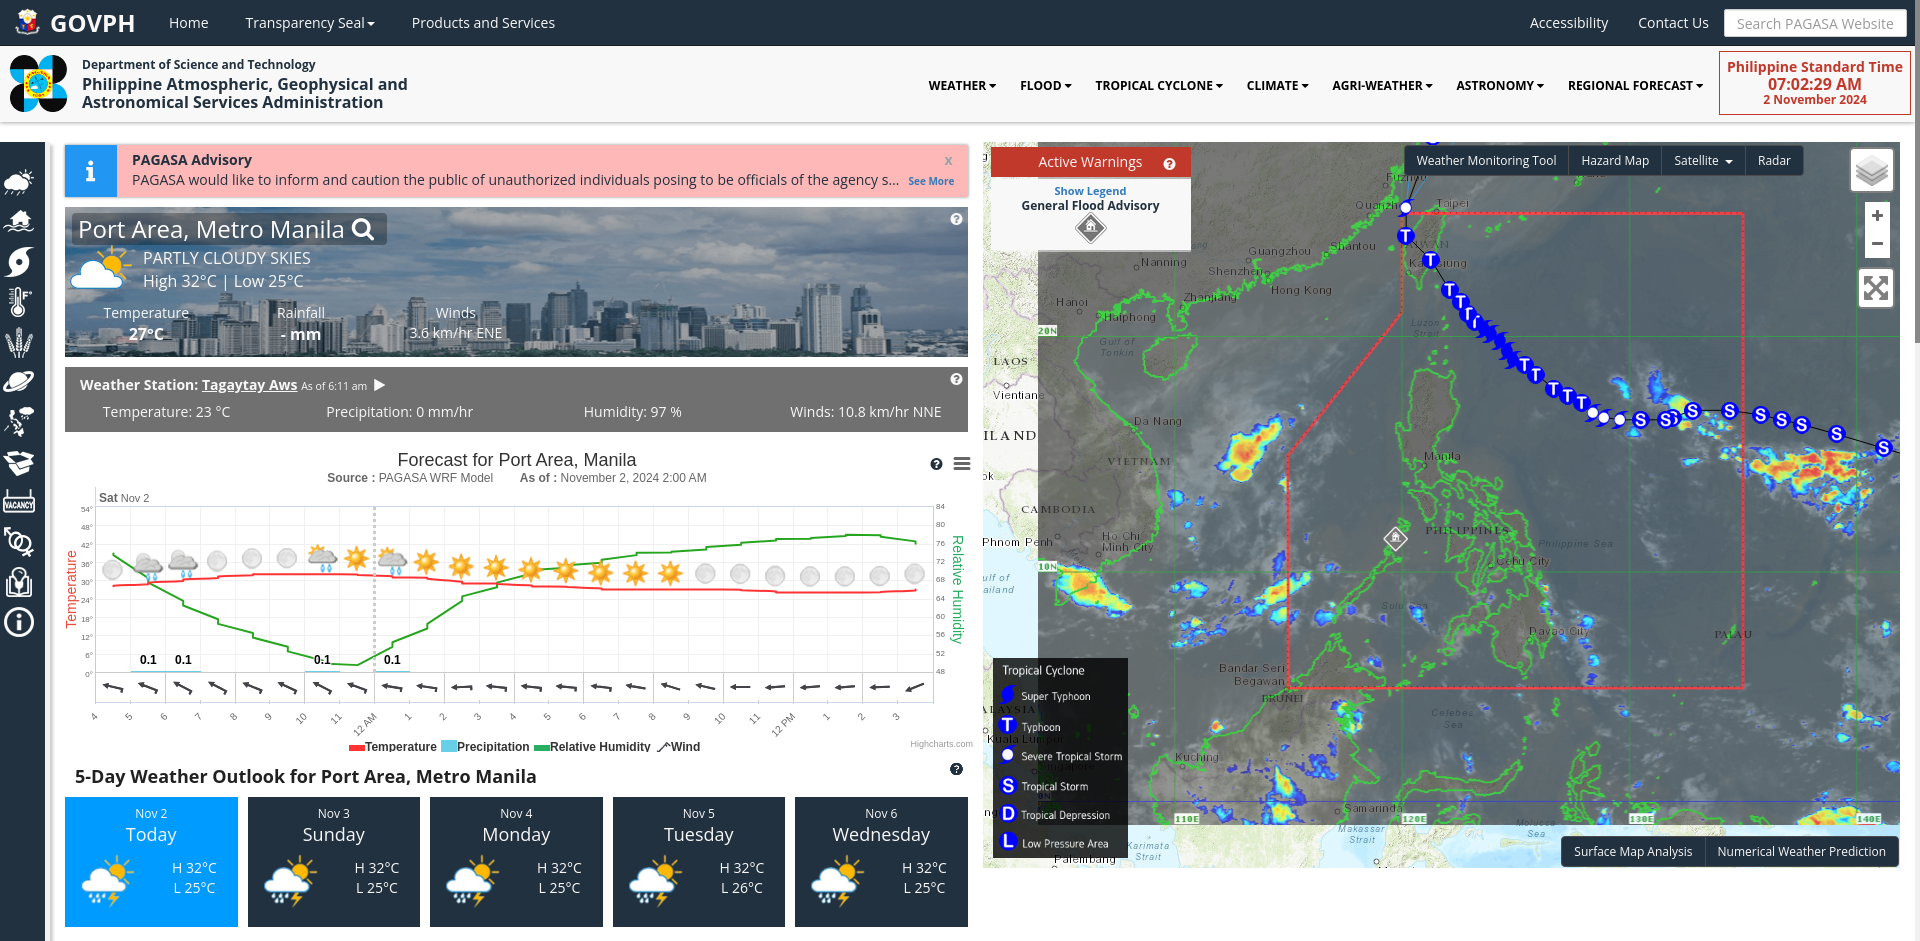 GOVPH
Home
Transparency Seal
Products and Services
Accessibility
Contact Us
Search PAGASA Website
Department of Science and Technology
Philippine Atmospheric, Geophysical and
Astronomical Services Administration
WEATHER
FLOOD
TROPICAL CYCLONE
CLIMATE
AGRI-WEATHER
ASTRONOMY
REGIONAL FORECAST
Philippine Standard Time
07:02:29 AM
2 November 2024
PAGASA Advisory
x
PAGASA would like to inform and caution the public of unauthorized individuals posing to be officials of the agency s...
See More
Port Area, Metro Manila
PARTLY CLOUDY SKIES
High 32°C | Low 25°C
Temperature
27°C
Rainfall
- mm
Winds
3.6 km/hr ENE
Weather Station: Tagaytay Aws As of 6:11 am
Temperature: 23 °C
Precipitation: 0 mm/hr
Humidity: 97 %
Winds: 10.8 km/hr NNE
Forecast for Port Area, Manila
Source : PAGASA WRF Model As of : November 2, 2024 2:00 AM
Sat Nov 2
54°
48°
42°
36°
30°
24°
18°
12°
6°
0°
Temperature
84
80
76
72
68
64
60
56
52
48
Relative Humidity
0.1
0.1
0.1
0.1
4
5
6
7
8
9
10
11
12 AM
1
2
3
4
5
6
7
8
9
10
11
12 PM
1
2
3
Temperature
Precipitation
Relative Humidity
Wind
Highcharts.com
5-Day Weather Outlook for Port Area, Metro Manila
Nov 2
Today
H 32°C
L 25°C
Nov 3
Sunday
H 32°C
L 25°C
Nov 4
Monday
H 32°C
L 25°C
Nov 5
Tuesday
H 32°C
L 26°C
Nov 6
Wednesday
H 32°C
L 25°C
VACANCY
Active Warnings
Show Legend
General Flood Advisory
Weather Monitoring Tool
Hazard Map
Satellite
Radar
+
−
Quanzh
Taipei
Guangzhou
Shantou
Nanning
Shenzhen
Hong Kong
Zhanjiang
Hanoi
Haiphong
Gulf of
Tonkin
Luzon
Strait
20N
LAOS
Vientiane
Da Nang
ILAND
VIETNAM
Manila
CAMBODIA
Phnom Penh
Ho Chi
Minh City
PHILIPPINES
Philippine Sea
10N
Cebu City
Davao City
PALAU
Bandar Seri
Begawan
BRUNEI
Celebes
Sea
Kuching
Samarinda
110E
120E
130E
140E
Makassar
Strait
Karimata
Strait
Palembang
Tropical Cyclone
Super Typhoon
T Typhoon
Severe Tropical Storm
S Tropical Storm
D Tropical Depression
L Low Pressure Area
Surface Map Analysis
Numerical Weather Prediction